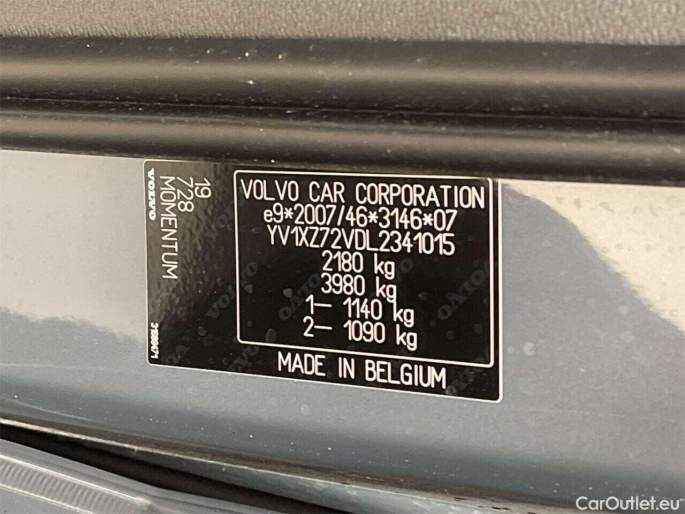 VOLVO CAR CORPORATION
e9*2007/46*3146*07
YV1XZ72VDL2341015
2180 kg
3980 kg
1– 1140 kg
2– 1090 kg
MADE IN BELGIUM
19
728
MOMENTUM
VOLVO
CarOutlet.eu